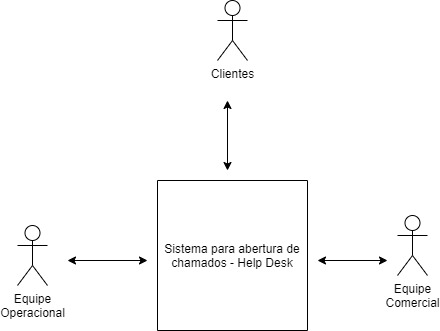 Clientes
Sistema para abertura de
chamados - Help Desk
Equipe
Operacional
Equipe
Comercial